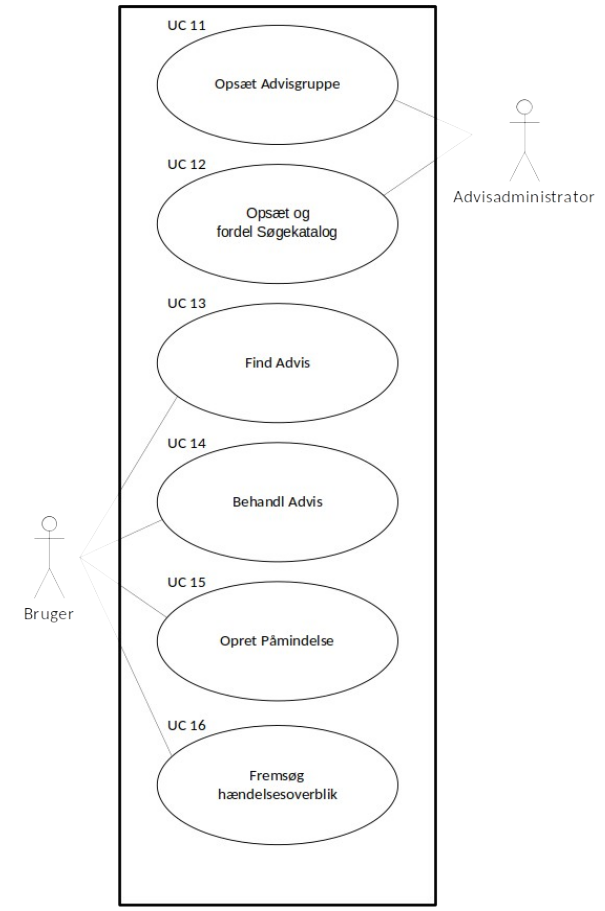 UC 11
Opsæt Advisgruppe
UC 12
Opsæt og
fordel Søgekatalog
Advisadministrator
UC 13
Find Advis
UC 14
Behandl Advis
UC 15
Opret Påmindelse
Bruger
UC 16
Fremsøg
hændelsesoverblik